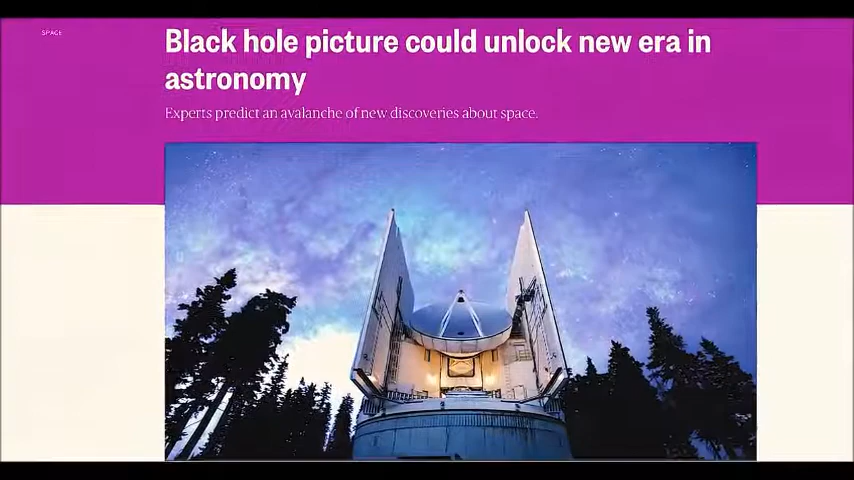 SPACE
Black hole picture could unlock new era in
astronomy
Experts predict an avalanche of new discoveries about space.